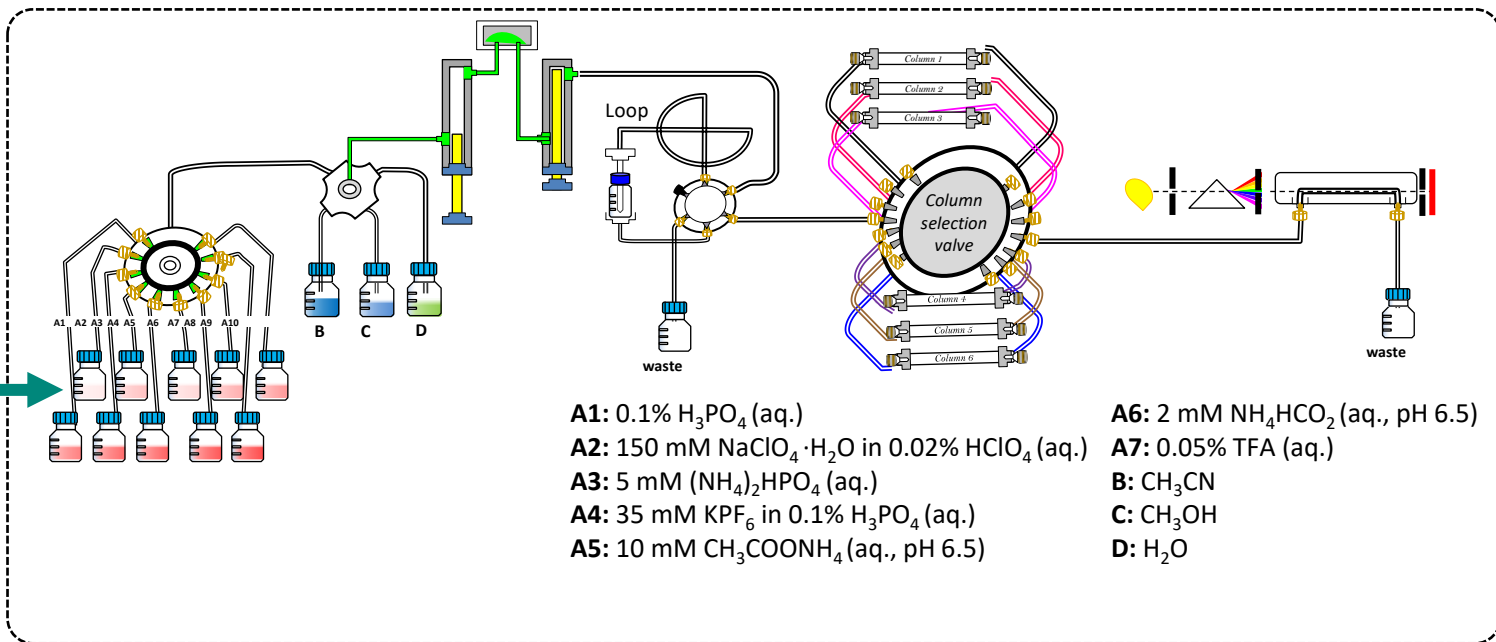 Column 1
Column 2
Column 3
Loop
Column
selection
valve
A1 A2 A3 A4 A5 A6 A7 A8 A9 A10
B C D
Column 4
Column 5
Column 6
waste
waste
A1: 0.1% H₃PO₄ (aq.)
A2: 150 mM NaClO₄·H₂O in 0.02% HClO₄ (aq.)
A3: 5 mM (NH₄)₂HPO₄ (aq.)
A4: 35 mM KPF₆ in 0.1% H₃PO₄ (aq.)
A5: 10 mM CH₃COONH₄ (aq., pH 6.5)
A6: 2 mM NH₄HCO₂ (aq., pH 6.5)
A7: 0.05% TFA (aq.)
B: CH₃CN
C: CH₃OH
D: H₂O